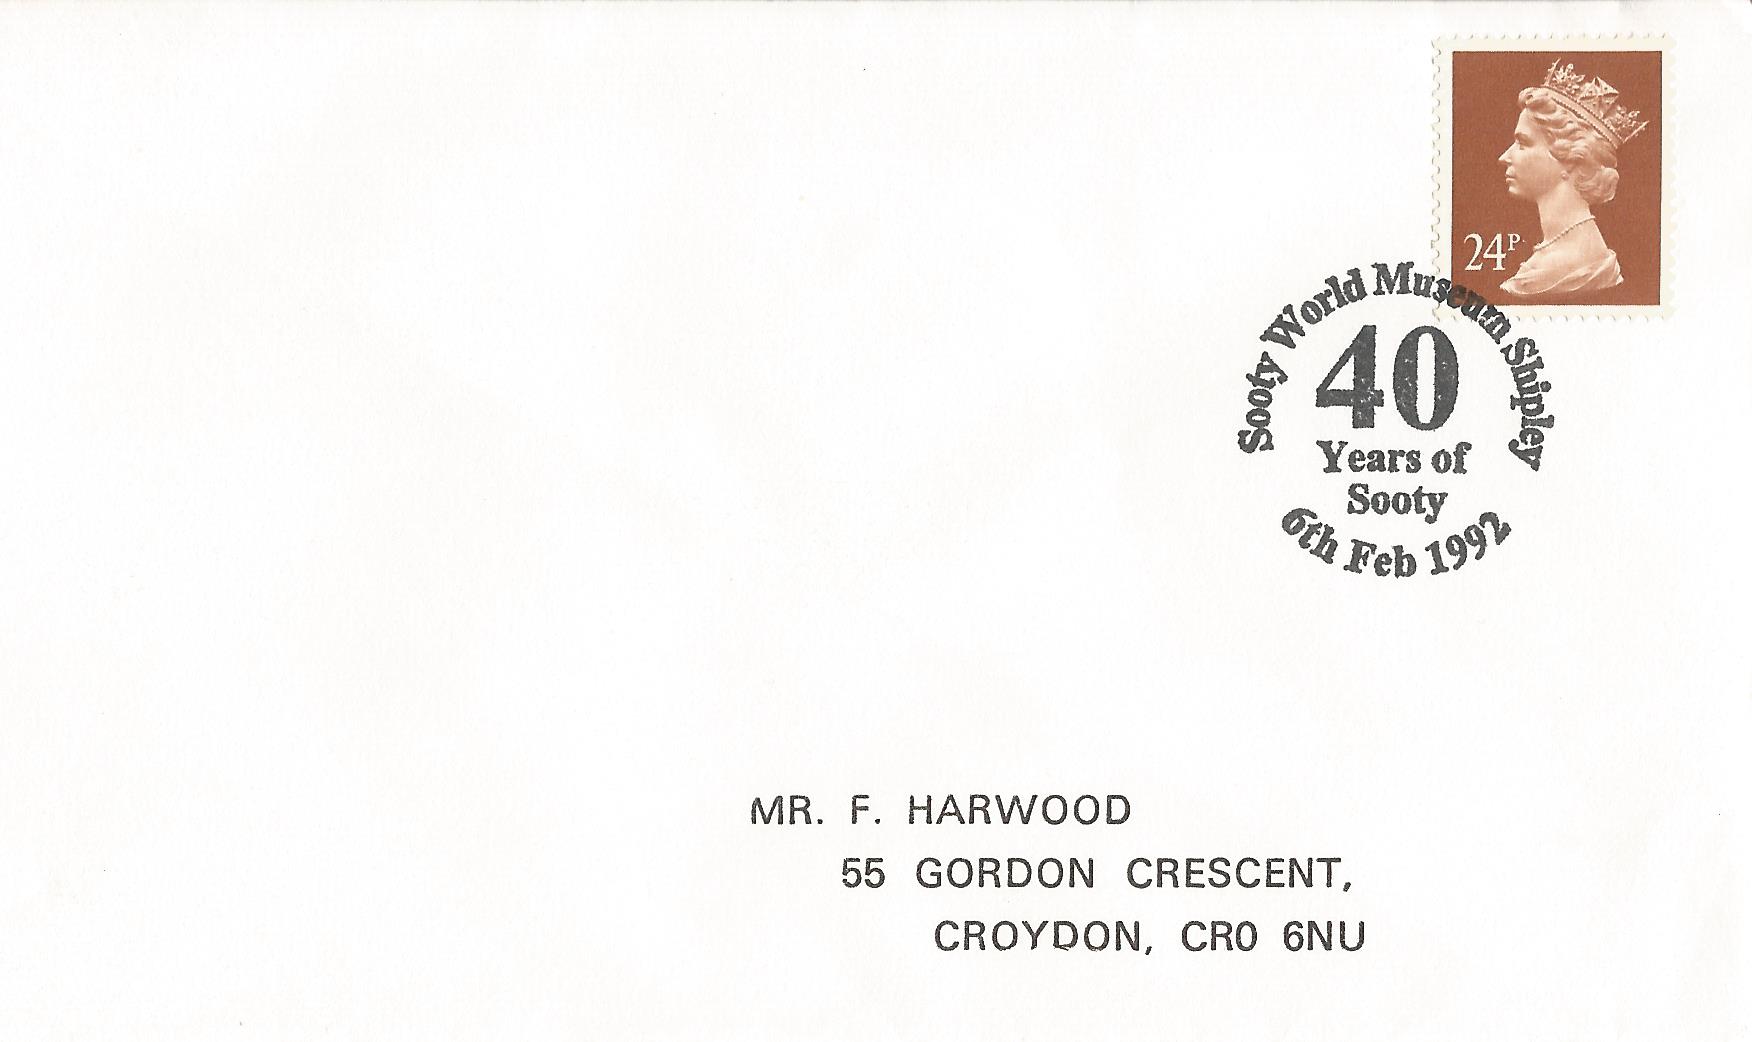 24P
Sooty World Museum Shipley
40
Years of
Sooty
6th Feb 1992
MR. F. HARWOOD
55 GORDON CRESCENT,
CROYDON, CR0 6NU